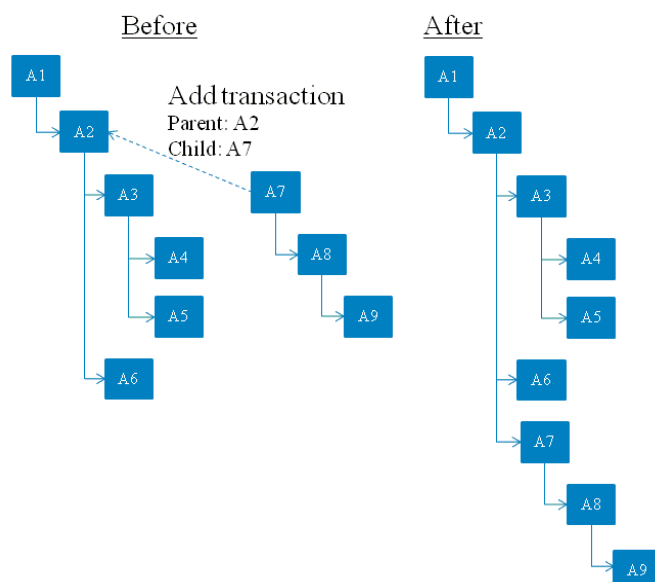 Before
A1
A2
Add transaction
Parent: A2
Child: A7
A3
A7
A4
A8
A5
A9
A6
After
A1
A2
A3
A4
A5
A6
A7
A8
A9